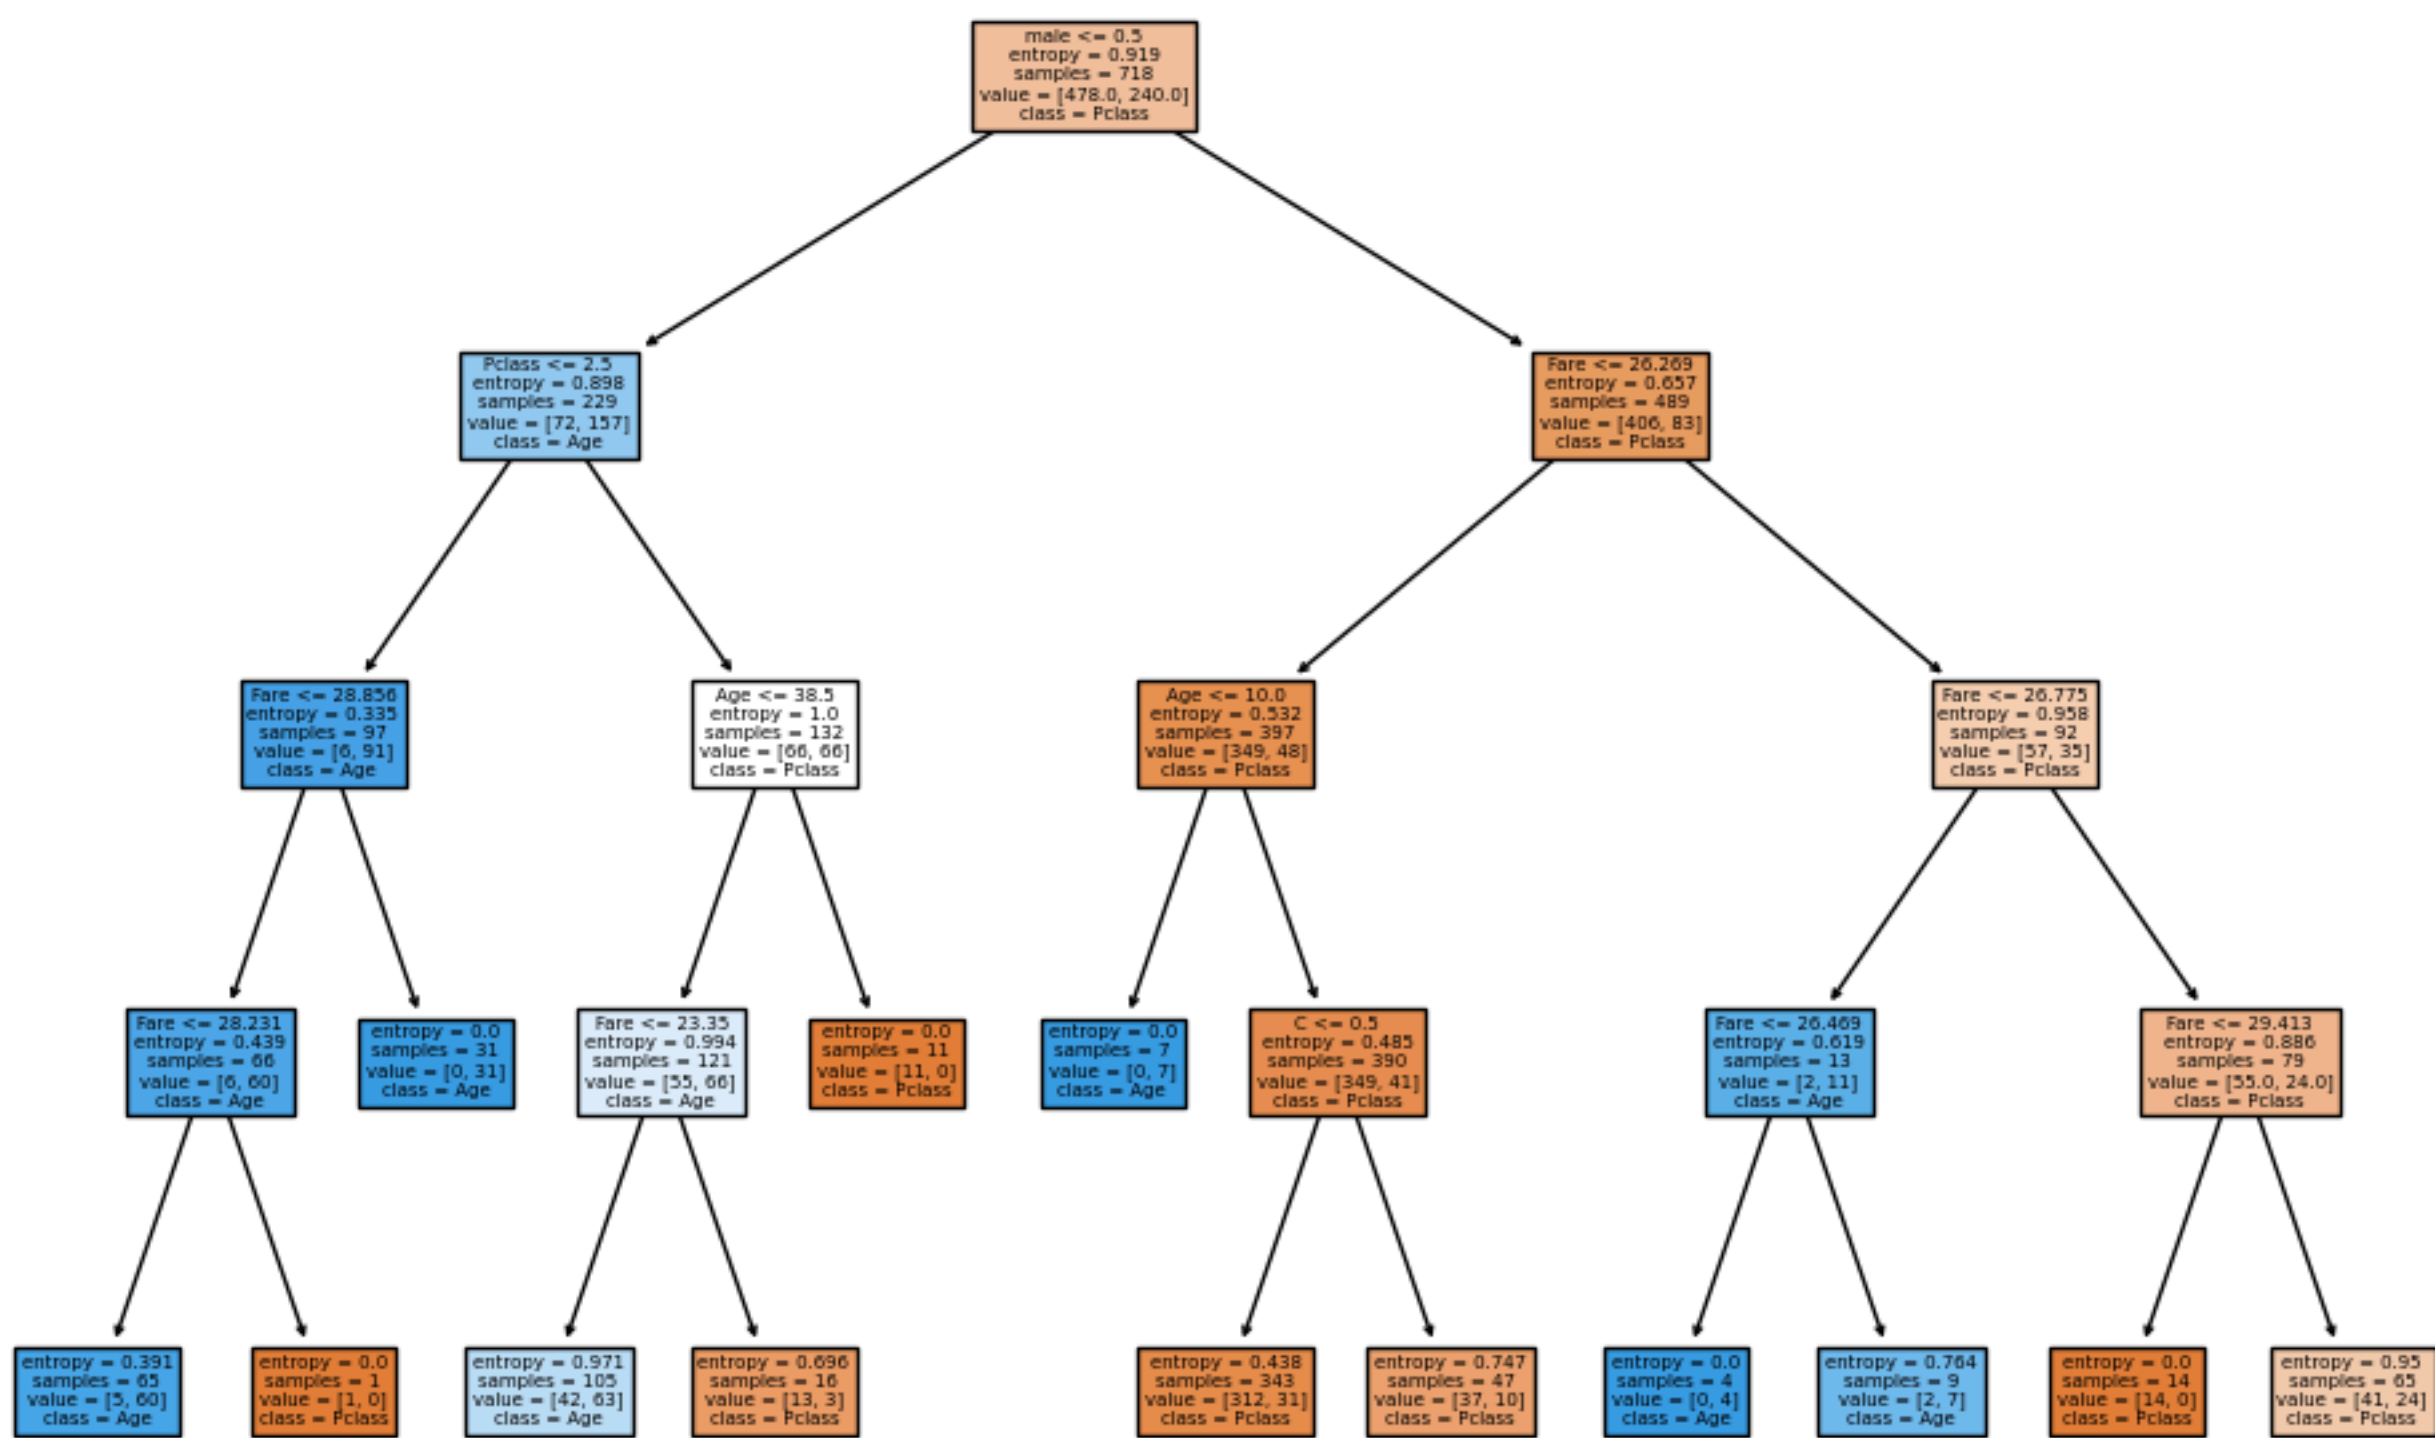 male <= 0.5
entropy = 0.919
samples = 718
value = [478.0, 240.0]
class = Pclass
Pclass <= 2.5
entropy = 0.898
samples = 229
value = [72, 157]
class = Age
Fare <= 26.269
entropy = 0.657
samples = 489
value = [406, 83]
class = Pclass
Fare <= 28.856
entropy = 0.335
samples = 97
value = [6, 91]
class = Age
Age <= 38.5
entropy = 1.0
samples = 132
value = [66, 66]
class = Pclass
Age <= 10.0
entropy = 0.532
samples = 397
value = [349, 48]
class = Pclass
Fare <= 26.775
entropy = 0.958
samples = 92
value = [57, 35]
class = Pclass
Fare <= 28.231
entropy = 0.439
samples = 66
value = [6, 60]
class = Age
entropy = 0.0
samples = 31
value = [0, 31]
class = Age
Fare <= 23.35
entropy = 0.994
samples = 121
value = [55, 66]
class = Age
entropy = 0.0
samples = 11
value = [11, 0]
class = Pclass
entropy = 0.0
samples = 7
value = [0, 7]
class = Age
C <= 0.5
entropy = 0.485
samples = 390
value = [349, 41]
class = Pclass
Fare <= 26.469
entropy = 0.619
samples = 13
value = [2, 11]
class = Age
Fare <= 29.413
entropy = 0.886
samples = 79
value = [55.0, 24.0]
class = Pclass
entropy = 0.391
samples = 65
value = [5, 60]
class = Age
entropy = 0.0
samples = 1
value = [1, 0]
class = Pclass
entropy = 0.971
samples = 105
value = [42, 63]
class = Age
entropy = 0.696
samples = 16
value = [13, 3]
class = Pclass
entropy = 0.438
samples = 343
value = [312, 31]
class = Pclass
entropy = 0.747
samples = 47
value = [37, 10]
class = Pclass
entropy = 0.0
samples = 4
value = [0, 4]
class = Age
entropy = 0.764
samples = 9
value = [2, 7]
class = Age
entropy = 0.0
samples = 14
value = [14, 0]
class = Pclass
entropy = 0.95
samples = 65
value = [41, 24]
class = Pclass